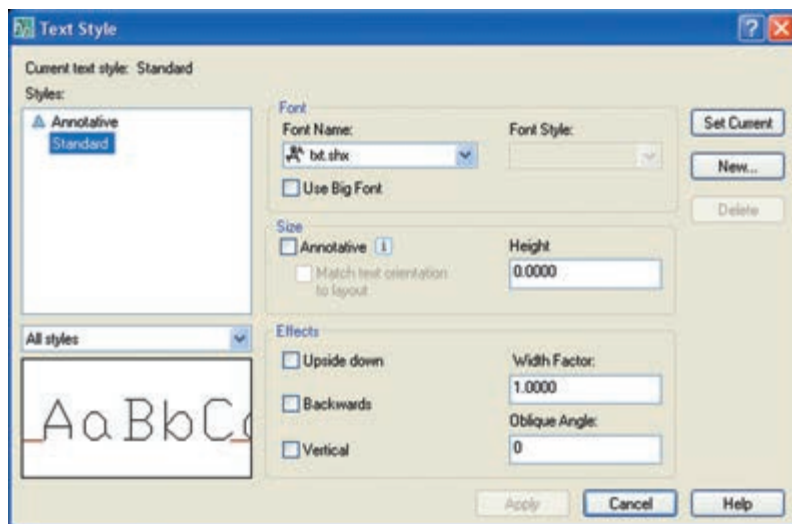 Text Style
Current text style: Standard
Styles:
Annotative
Standard
All styles
AaBbC
Font
Font Name:
txt.shx
Use Big Font
Font Style:
Size
Annotative
Match text orientation
to layout
Height
0.0000
Effects
Upside down
Backwards
Vertical
Width Factor:
1.0000
Oblique Angle:
0
Set Current
New...
Delete
Apply
Cancel
Help